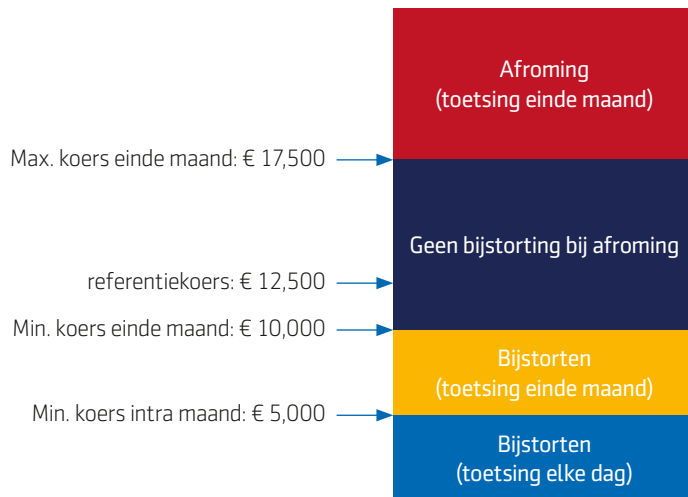 Afroming
(toetsing einde maand)
Max. koers einde maand: € 17,500
Geen bijstorting bij afroming
referentiekoers: € 12,500
Min. koers einde maand: € 10,000
Bijstorten
(toetsing einde maand)
Min. koers intra maand: € 5,000
Bijstorten
(toetsing elke dag)